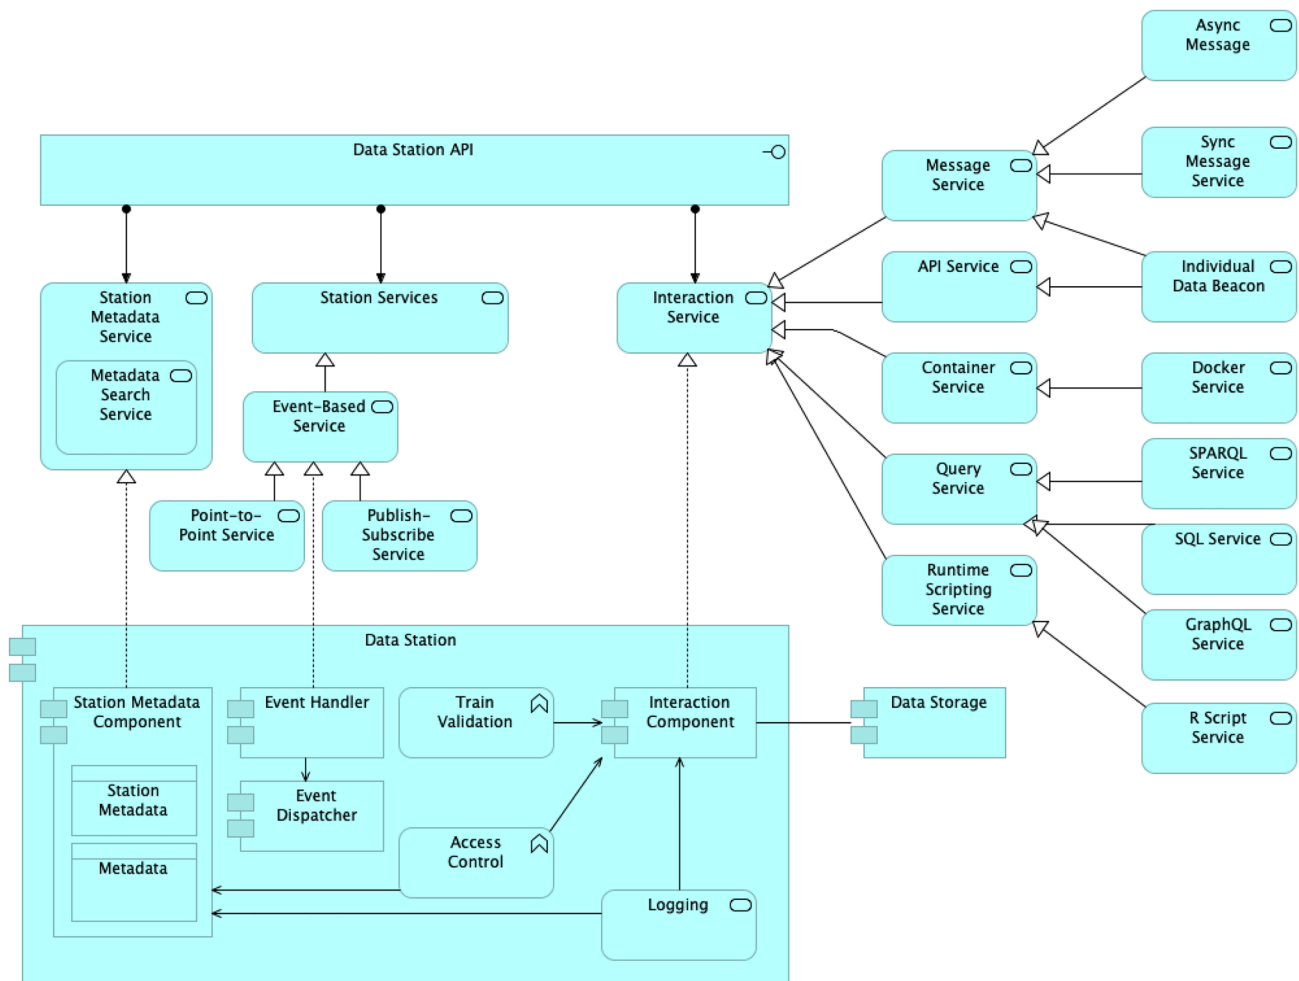 Async
Message
Data Station API
Message
Service
Sync
Message
Service
API Service
Individual
Data Beacon
Station
Metadata
Service
Station Services
Interaction
Service
Metadata
Search
Service
Event-Based
Service
Container
Service
Docker
Service
Query
Service
SPARQL
Service
Point-to-
Point Service
Publish-
Subscribe
Service
SQL Service
Runtime
Scripting
Service
GraphQL
Service
Data Station
Station Metadata
Component
Event Handler
Train
Validation
Interaction
Component
Data Storage
R Script
Service
Station
Metadata
Event
Dispatcher
Metadata
Access
Control
Logging